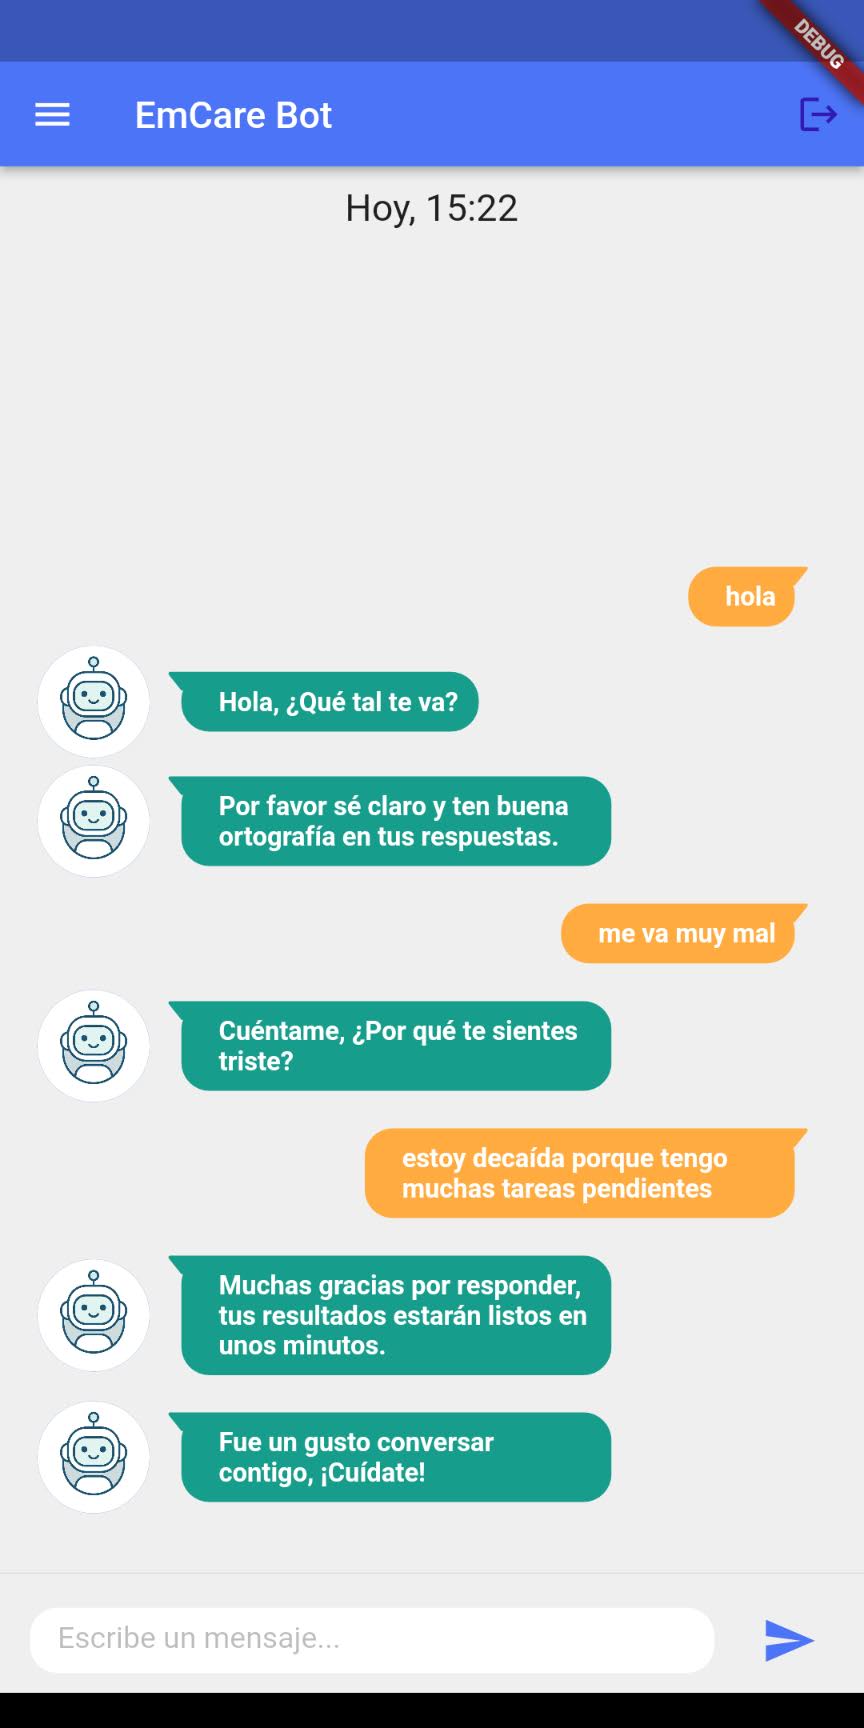 DEBUG
EmCare Bot
Hoy, 15:22
hola
Hola, ¿Qué tal te va?
Por favor sé claro y ten buena
ortografía en tus respuestas.
me va muy mal
Cuéntame, ¿Por qué te sientes
triste?
estoy decaída porque tengo
muchas tareas pendientes
Muchas gracias por responder,
tus resultados estarán listos en
unos minutos.
Fue un gusto conversar
contigo, ¡Cuídate!
Escribe un mensaje...